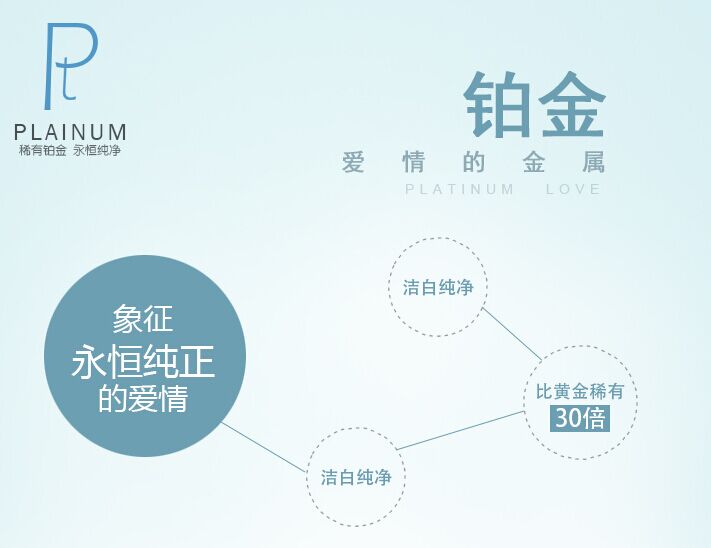 Pt
PLAINUM
稀有铂金 永恒纯净
铂金
爱情的金属
PLATINUM LOVE
洁白纯净
象征
永恒纯正
的爱情
比黄金稀有
30倍
洁白纯净